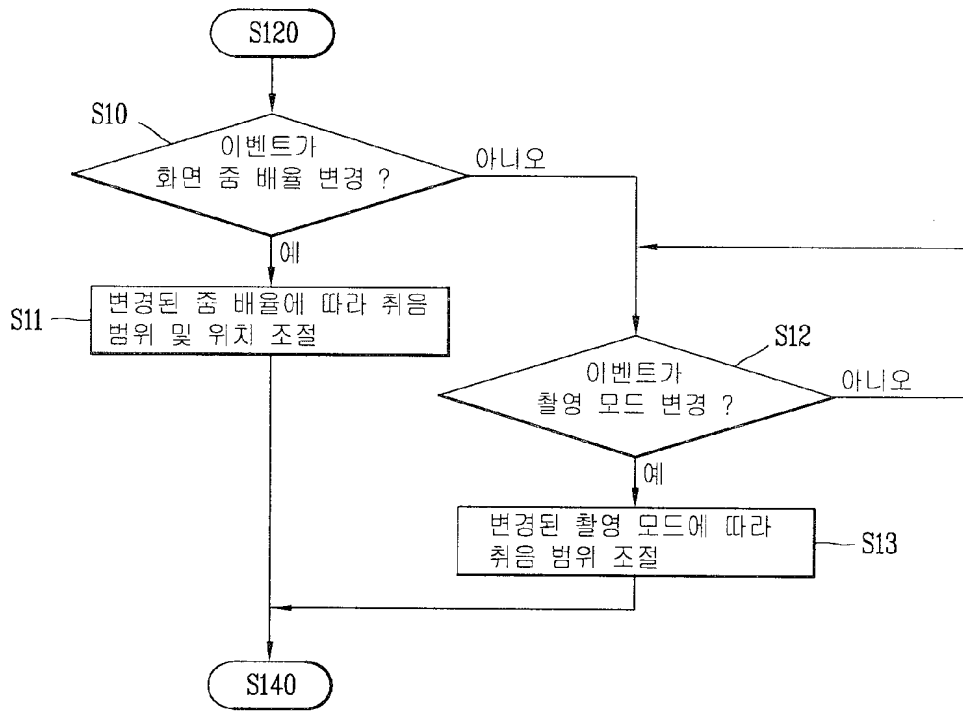 S120
S10
이벤트가
화면 줌 배율 변경 ?
아니오
예
S11
변경된 줌 배율에 따라 취음
범위 및 위치 조절
S12
이벤트가
촬영 모드 변경 ?
아니오
예
변경된 촬영 모드에 따라
취음 범위 조절
S13
S140